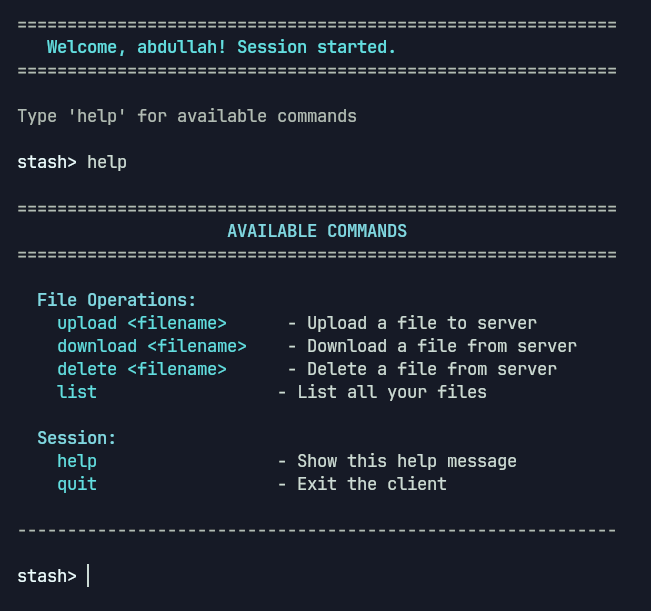 ============================================================
   Welcome, abdullah! Session started.
============================================================
Type 'help' for available commands
stash> help
============================================================
                     AVAILABLE COMMANDS
============================================================
  File Operations:
    upload <filename>      - Upload a file to server
    download <filename>    - Download a file from server
    delete <filename>      - Delete a file from server
    list                  - List all your files
  Session:
    help                  - Show this help message
    quit                  - Exit the client
------------------------------------------------------------
stash>